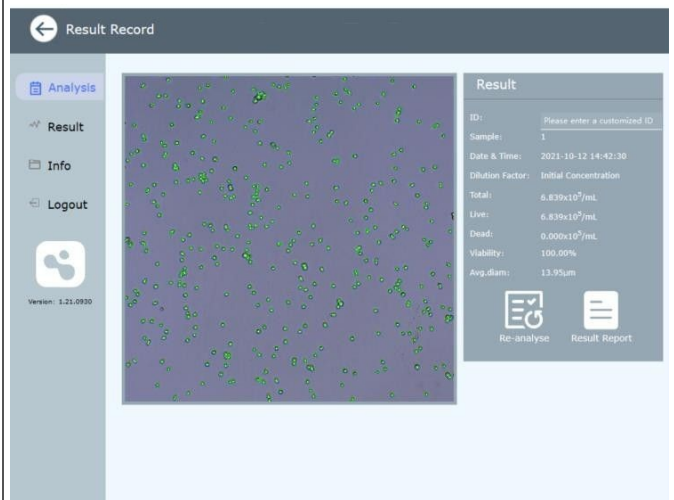 Result Record
Analysis
Result
Info
Logout
Version: 1.21.0930
Result
ID: Please enter a customized ID
Sample: 1
Date & Time: 2021-10-12 14:42:30
Dilution Factor: Initial Concentration
Total: 6.839x10⁵/mL
Live: 6.839x10⁵/mL
Dead: 0.000x10⁵/mL
Viability: 100.00%
Avg.diam: 13.95μm
Re-analyse Result Report